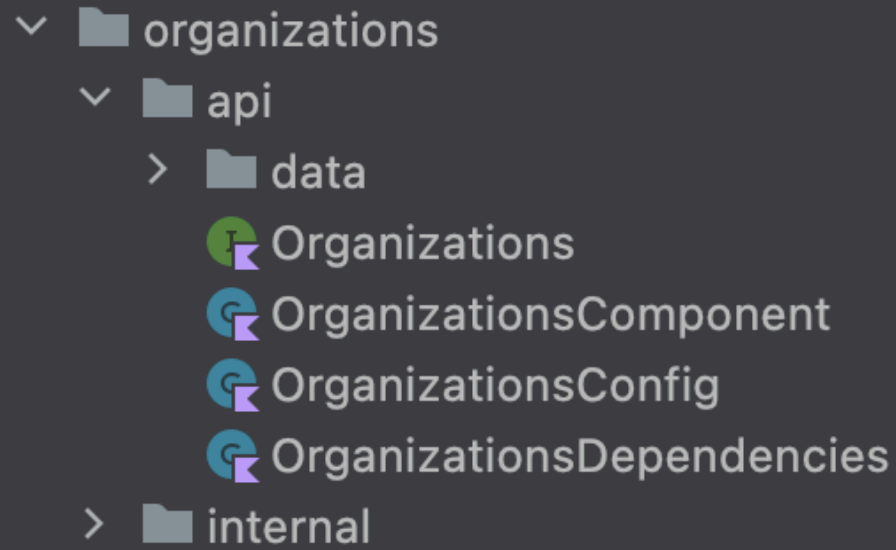 organizations
api
data
Organizations
OrganizationsComponent
OrganizationsConfig
OrganizationsDependencies
internal